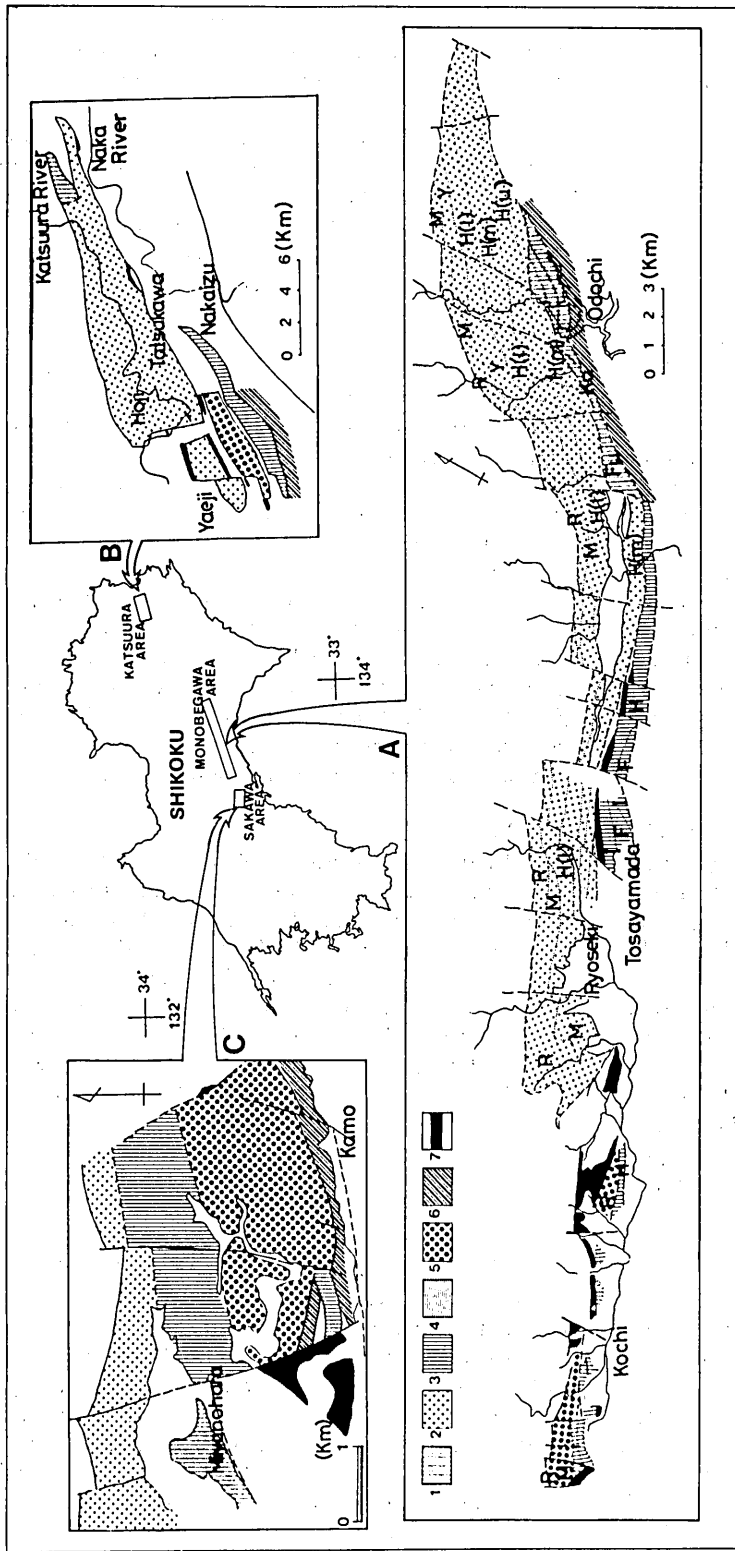 Katsuura River
Naka
River
Hoji
Tatsakawa
Yaeji
Nakaizu
0 2 4 6 (Km)
B
KATSUURA
AREA
SHIKOKU
MONOBEGAWA
AREA
SAKAWA
AREA
33°
134°
34°
132°
A
C
Kamo
(Km)
0 1
1 2 3 4 5 6 7
M Y
H(l)
H(m)
H(u)
M
R Y
H(l)
R
M H(l)
H(m)
H
F
F
R
M H(l)
R
M
Ryoseki
Tosayamada
Kochi
Odochi
0 1 2 3 (Km)